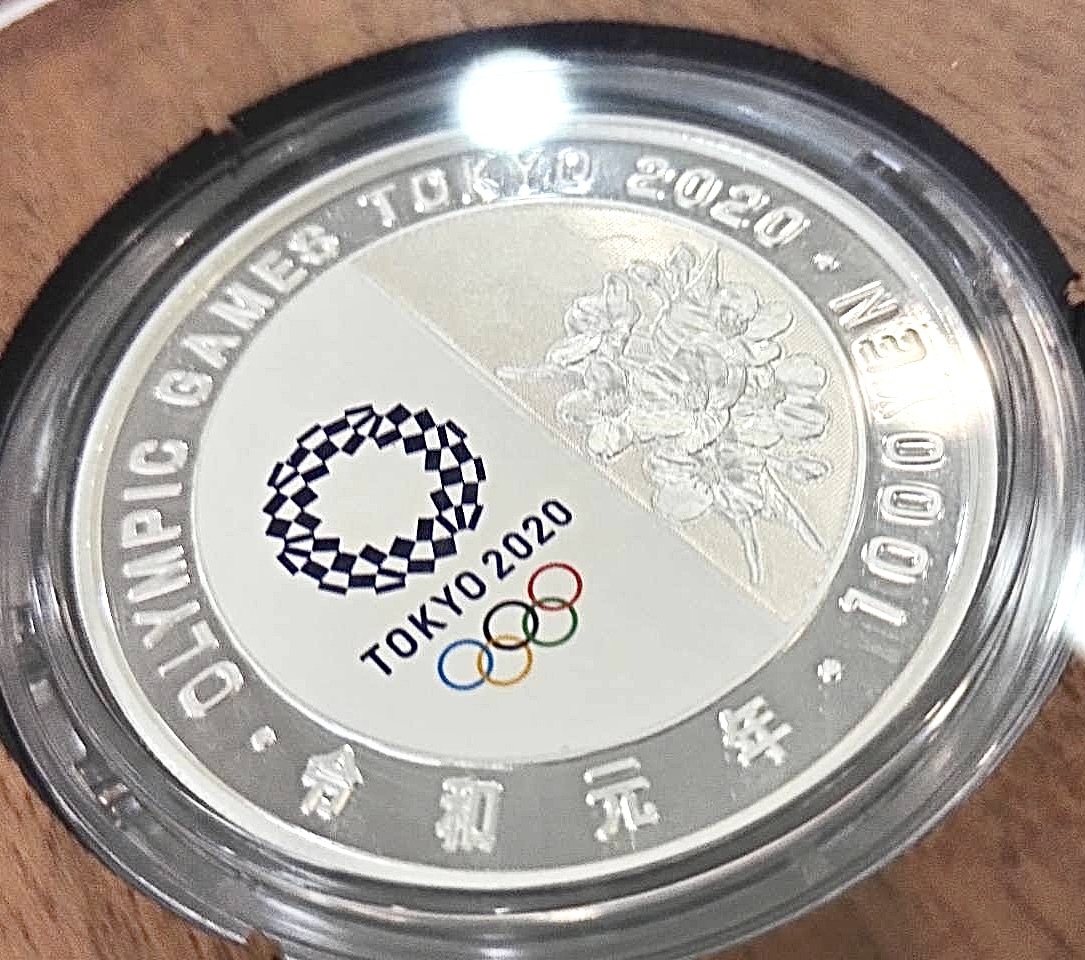 OLYMPIC GAMES TOKYO 2020 · 1000 YEN
令和元年
TOKYO 2020